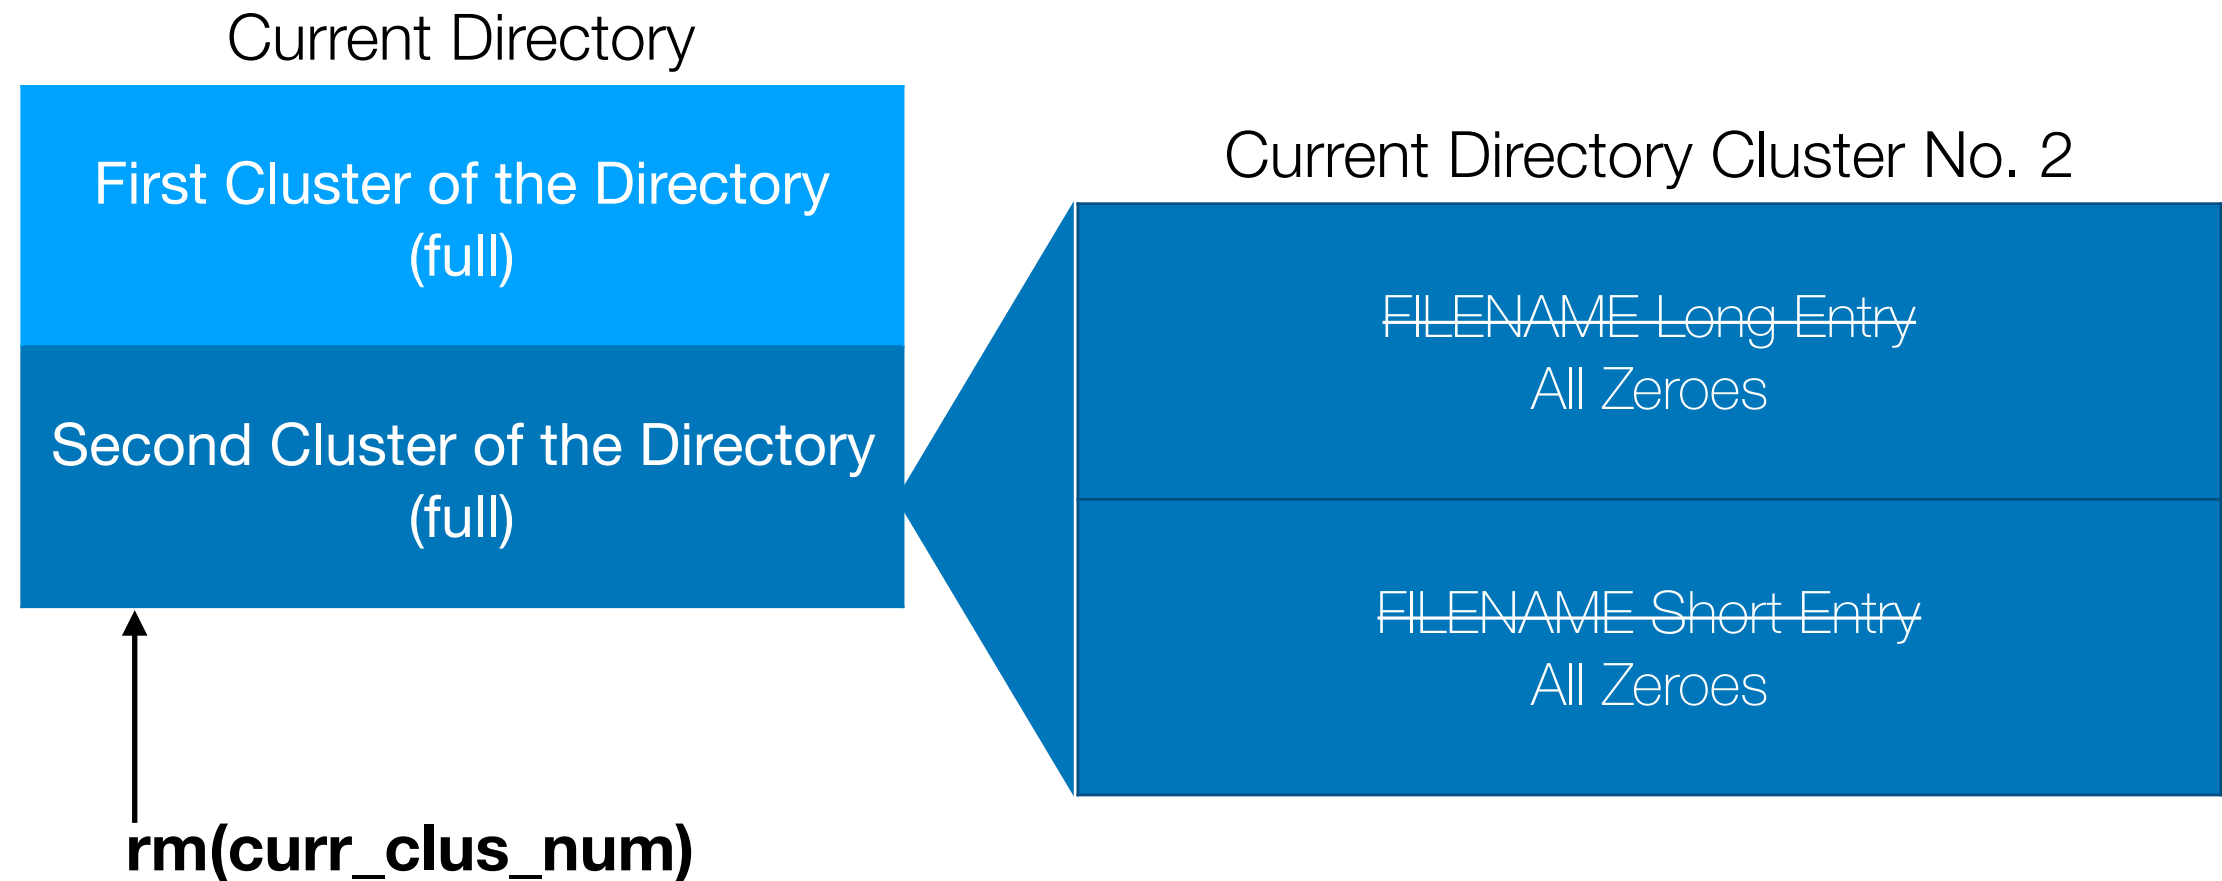 Current Directory
First Cluster of the Directory
(full)
Second Cluster of the Directory
(full)
rm(curr_clus_num)
Current Directory Cluster No. 2
FILENAME Long Entry
All Zeroes
FILENAME Short Entry
All Zeroes